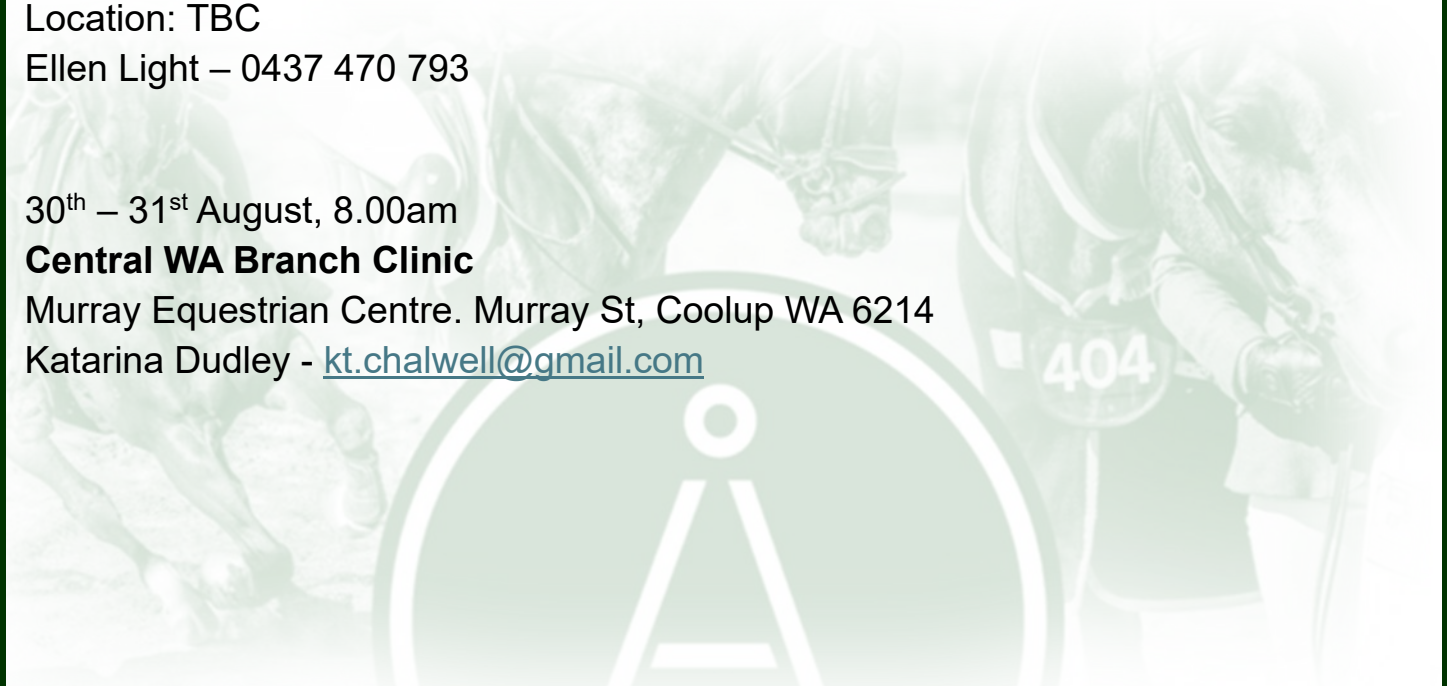 Location: TBC
Ellen Light – 0437 470 793
30th – 31st August, 8.00am
Central WA Branch Clinic
Murray Equestrian Centre. Murray St, Coolup WA 6214
Katarina Dudley - kt.chalwell@gmail.com
404